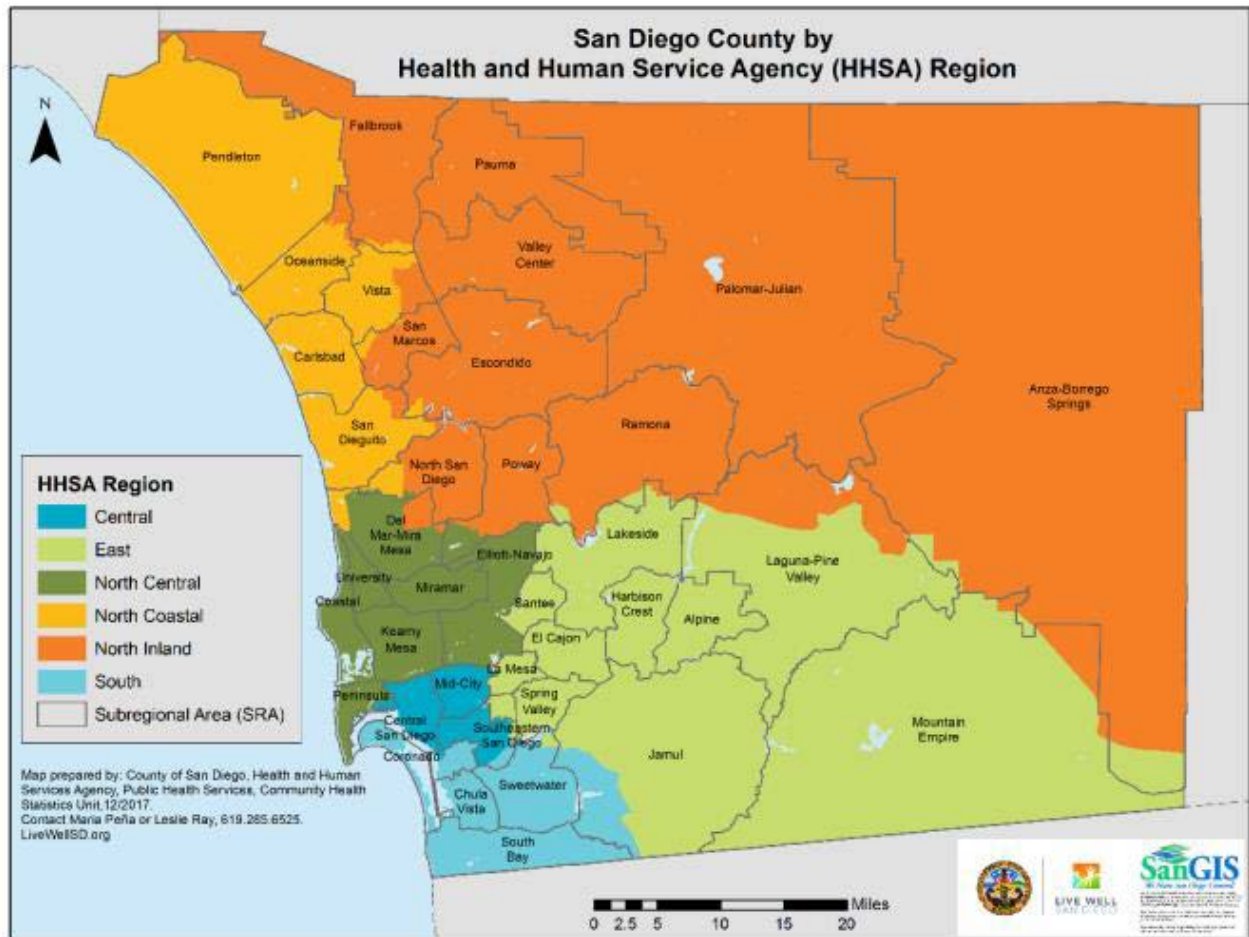 San Diego County by
Health and Human Service Agency (HHSA) Region
N
Fallbrook
Pendleton
Pauma
Valley
Center
Oceanside
Vista
Palomar-Julian
San
Marcos
Carlsbad
Escondido
Anza-Borrego
Springs
San
Dieguito
Ramona
North San
Diego
Poway
HHSA Region
Central
East
North Central
North Coastal
North Inland
South
Subregional Area (SRA)
Del
Mar-Mira
Mesa
Elliott-Navajo
Lakeside
Laguna-Pine
Valley
University
Miramar
Coastal
Santee
Harbison
Crest
Alpine
Kearny
Mesa
El Cajon
La Mesa
Mid-City
Peninsula
Spring
Valley
Central
San Diego
Southeastern
San Diego
Coronado
Mountain
Empire
Jamul
Sweetwater
Chula
Vista
South
Bay
Map prepared by: County of San Diego, Health and Human
Services Agency, Public Health Services, Community Health
Statistics Unit,12/2017.
Contact Maria Peña or Leslie Ray, 619.285.6525.
LiveWellSD.org
Miles
0 2.5 5 10 15 20
LIVE WELL
SAN DIEGO
SanGIS